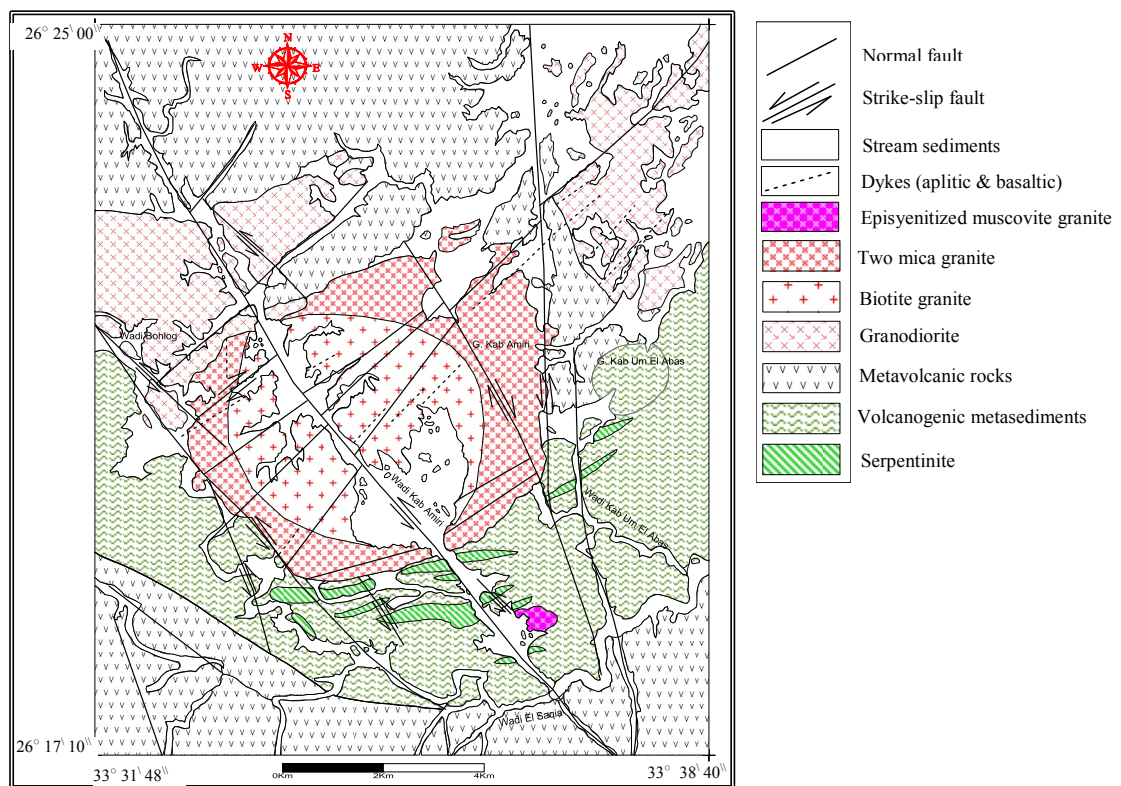 26° 25\ 00\\
N
W E
S
Wadi Bohlog
G. Kab Amiri
G. Kab Um El Abas
Wadi Kab Amiri
Wadi Kab Um El Abas
Wadi El Saqia
26° 17\ 10\\
33° 31\ 48\\
33° 38\ 40\\
0Km 2Km 4Km
Normal fault
Strike-slip fault
Stream sediments
Dykes (aplitic & basaltic)
Episyenitized muscovite granite
Two mica granite
Biotite granite
Granodiorite
Metavolcanic rocks
Volcanogenic metasediments
Serpentinite